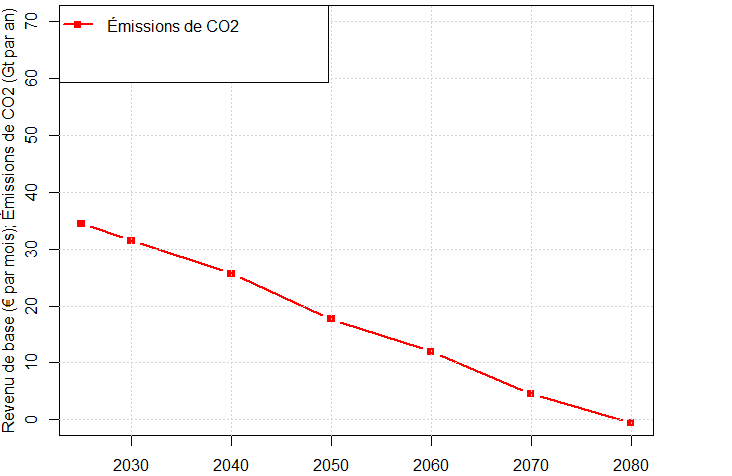 Émissions de CO2
Revenu de base (€ par mois); Émissions de CO2 (Gt par an)
70
60
50
40
30
20
10
0
2030 2040 2050 2060 2070 2080